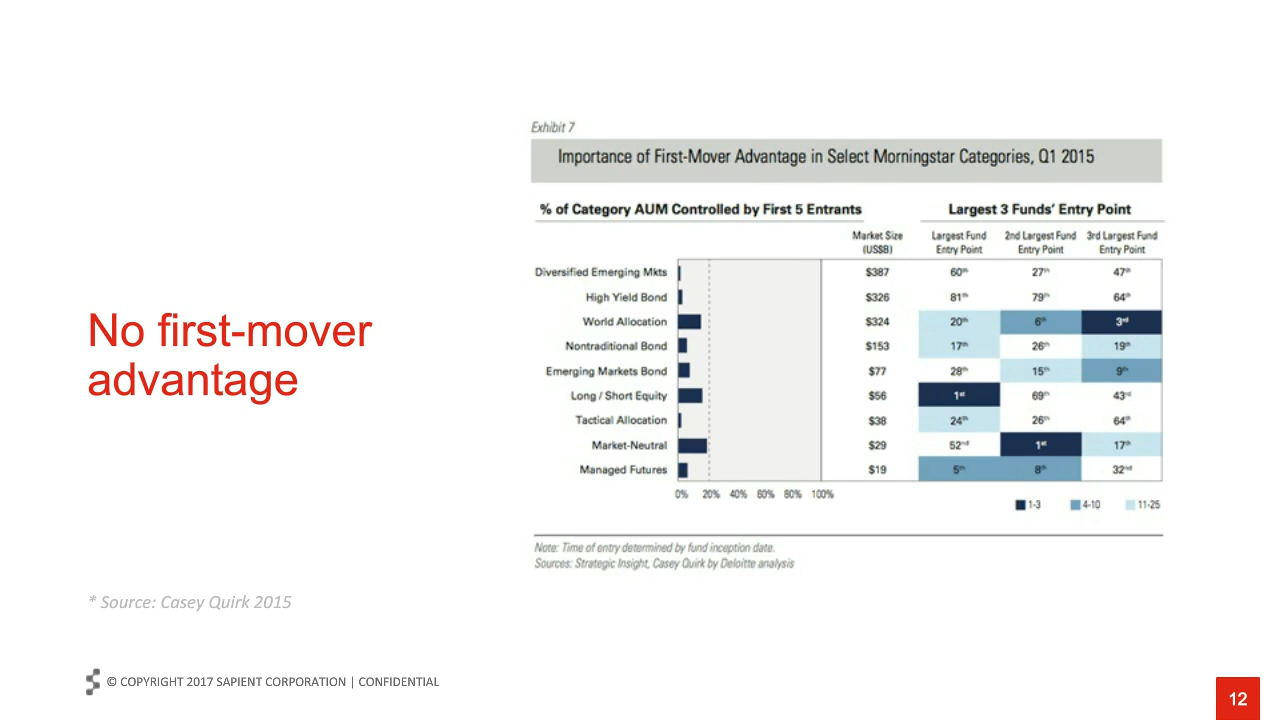 Exhibit 7
Importance of First-Mover Advantage in Select Morningstar Categories, Q1 2015
% of Category AUM Controlled by First 5 Entrants
Largest 3 Funds' Entry Point
Market Size (US$B)
Largest Fund Entry Point
2nd Largest Fund Entry Point
3rd Largest Fund Entry Point
Diversified Emerging Mkts $387 60th 27th 47th
High Yield Bond $326 81st 79th 64th
World Allocation $324 20th 6th 3rd
Nontraditional Bond $153 17th 26th 19th
Emerging Markets Bond $77 28th 15th 9th
Long / Short Equity $56 1st 69th 43rd
Tactical Allocation $38 24th 26th 64th
Market-Neutral $29 52nd 1st 17th
Managed Futures $19 5th 8th 32nd
0% 20% 40% 60% 80% 100%
1-3 4-10 11-25
Note: Time of entry determined by fund inception date.
Sources: Strategic Insight, Casey Quirk by Deloitte analysis
No first-mover
advantage
* Source: Casey Quirk 2015
© COPYRIGHT 2017 SAPIENT CORPORATION | CONFIDENTIAL
12